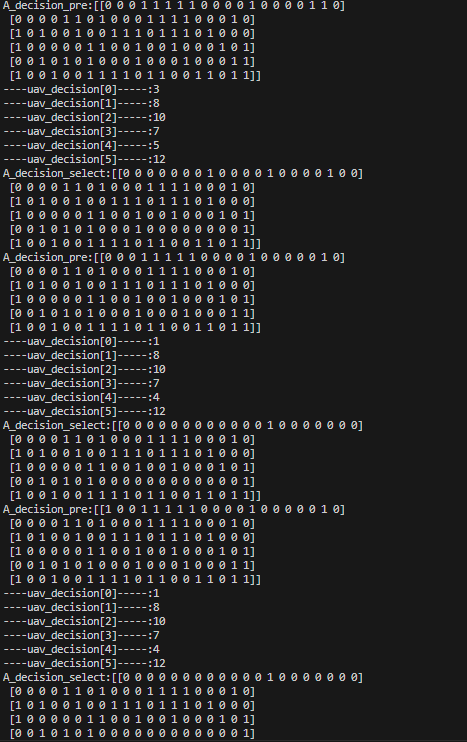 A_decision_pre:[[0 0 0 1 1 1 1 1 0 0 0 0 1 0 0 0 0 1 1 0]
[0 0 0 0 1 1 0 1 0 0 0 1 1 1 1 0 0 0 1 0]
[1 0 1 0 0 1 0 0 1 1 1 0 1 0 1 1 1 0 0 0]
[1 0 0 0 0 1 1 0 0 1 0 0 0 1 0 0 0 1 0 1]
[0 0 1 0 1 0 1 0 0 0 1 0 0 0 1 0 0 0 1 1]
[1 0 0 1 0 0 1 1 1 1 0 1 1 0 0 1 1 0 1 1]]
----uav_decision[0]-----:3
----uav_decision[1]-----:8
----uav_decision[2]-----:10
----uav_decision[3]-----:7
----uav_decision[4]-----:5
----uav_decision[5]-----:12
A_decision_select:[[0 0 0 0 0 0 0 1 0 0 0 0 1 0 0 0 0 1 0 0]
[0 0 0 0 1 1 0 1 0 0 0 1 1 1 1 0 0 0 1 0]
[1 0 1 0 0 1 0 0 1 1 1 0 1 0 1 1 1 0 0 0]
[1 0 0 0 0 1 1 0 0 1 0 0 0 1 0 0 0 1 0 1]
[0 0 1 0 1 0 1 0 0 0 0 0 0 0 0 0 0 0 0 1]
[1 0 0 1 0 0 1 1 1 1 0 1 1 0 0 1 1 0 1 1]]
A_decision_pre:[[0 0 0 1 1 1 1 1 0 0 0 0 1 0 0 0 0 0 1 0]
[0 0 0 0 1 1 0 1 0 0 0 1 1 1 1 0 0 0 1 0]
[1 0 1 0 0 1 0 0 1 1 1 0 1 0 1 1 1 0 0 0]
[1 0 0 0 0 1 1 0 0 1 0 0 0 1 0 0 0 1 0 1]
[0 0 1 0 1 0 1 0 0 0 1 0 0 0 1 0 0 0 1 1]
[1 0 0 1 0 0 1 1 1 1 0 1 1 0 0 1 1 0 1 1]]
----uav_decision[0]-----:1
----uav_decision[1]-----:8
----uav_decision[2]-----:10
----uav_decision[3]-----:7
----uav_decision[4]-----:4
----uav_decision[5]-----:12
A_decision_select:[[0 0 0 0 0 0 0 0 0 0 0 0 1 0 0 0 0 0 0 0]
[0 0 0 0 1 1 0 1 0 0 0 1 1 1 1 0 0 0 1 0]
[1 0 1 0 0 1 0 0 1 1 1 0 1 0 1 1 1 0 0 0]
[1 0 0 0 0 1 1 0 0 1 0 0 0 1 0 0 0 1 0 1]
[0 0 1 0 1 0 1 0 0 0 0 0 0 0 0 0 0 0 0 1]
[1 0 0 1 0 0 1 1 1 1 0 1 1 0 0 1 1 0 1 1]]
A_decision_pre:[[1 0 0 1 1 1 1 1 0 0 0 0 1 0 0 0 0 0 1 0]
[0 0 0 0 1 1 0 1 0 0 0 1 1 1 1 0 0 0 1 0]
[1 0 1 0 0 1 0 0 1 1 1 0 1 0 1 1 1 0 0 0]
[1 0 0 0 0 1 1 0 0 1 0 0 0 1 0 0 0 1 0 1]
[0 0 1 0 1 0 1 0 0 0 1 0 0 0 1 0 0 0 1 1]
[1 0 0 1 0 0 1 1 1 1 0 1 1 0 0 1 1 0 1 1]]
----uav_decision[0]-----:1
----uav_decision[1]-----:8
----uav_decision[2]-----:10
----uav_decision[3]-----:7
----uav_decision[4]-----:4
----uav_decision[5]-----:12
A_decision_select:[[0 0 0 0 0 0 0 0 0 0 0 0 1 0 0 0 0 0 0 0]
[0 0 0 0 1 1 0 1 0 0 0 1 1 1 1 0 0 0 1 0]
[1 0 1 0 0 1 0 0 1 1 1 0 1 0 1 1 1 0 0 0]
[1 0 0 0 0 1 1 0 0 1 0 0 0 1 0 0 0 1 0 1]
[0 0 1 0 1 0 1 0 0 0 0 0 0 0 0 0 0 0 0 1]